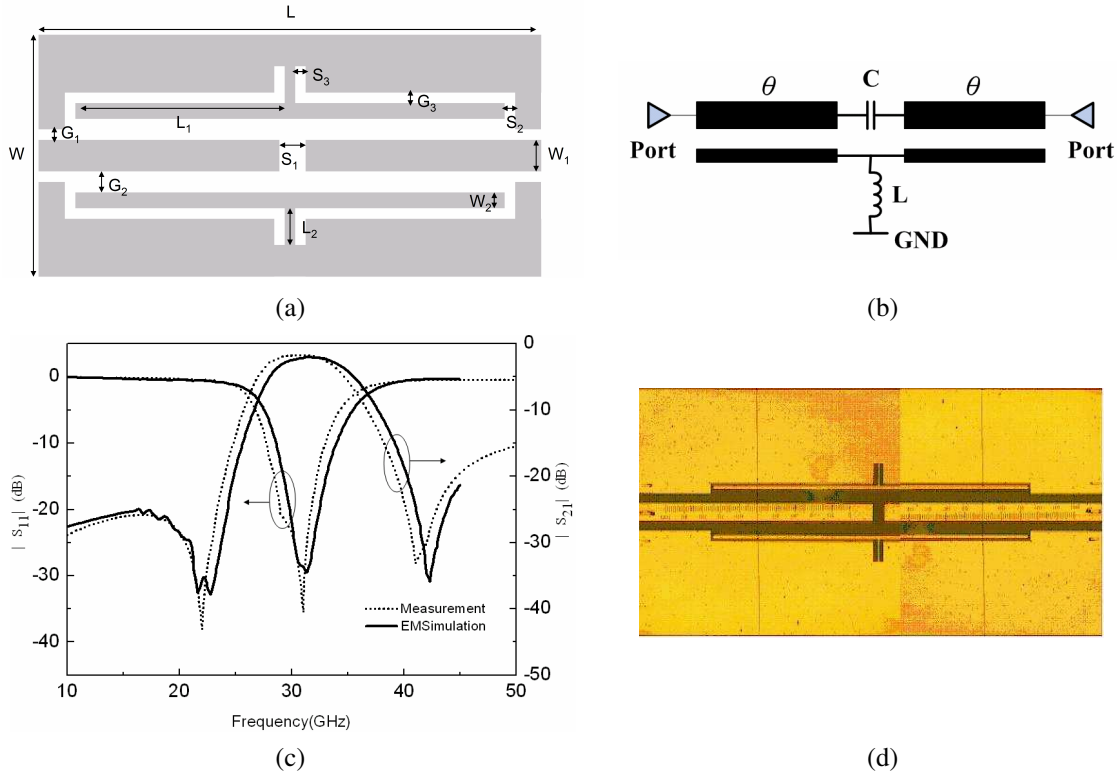 L
S3
G3
L1
S2
G1
W
S1
W1
G2
W2
L2
(a)
θ C θ
Port Port
L
GND
(b)
0 0
-10 -10
-20 -20
-30 -30
-40 -40
-50
10 20 30 40 50
| S11| (dB)
| S21| (dB)
Measurement
EMSimulation
Frequency(GHz)
(c)
(d)